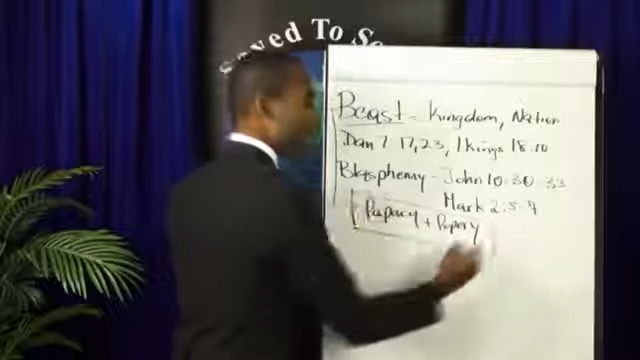 Saved To Se
Beast = Kingdom, Nation
Dan 7 17,23, 1 Kings 18:10
Blasphemy - John 10:30-33
Mark 2:5-7
Papacy + Popery